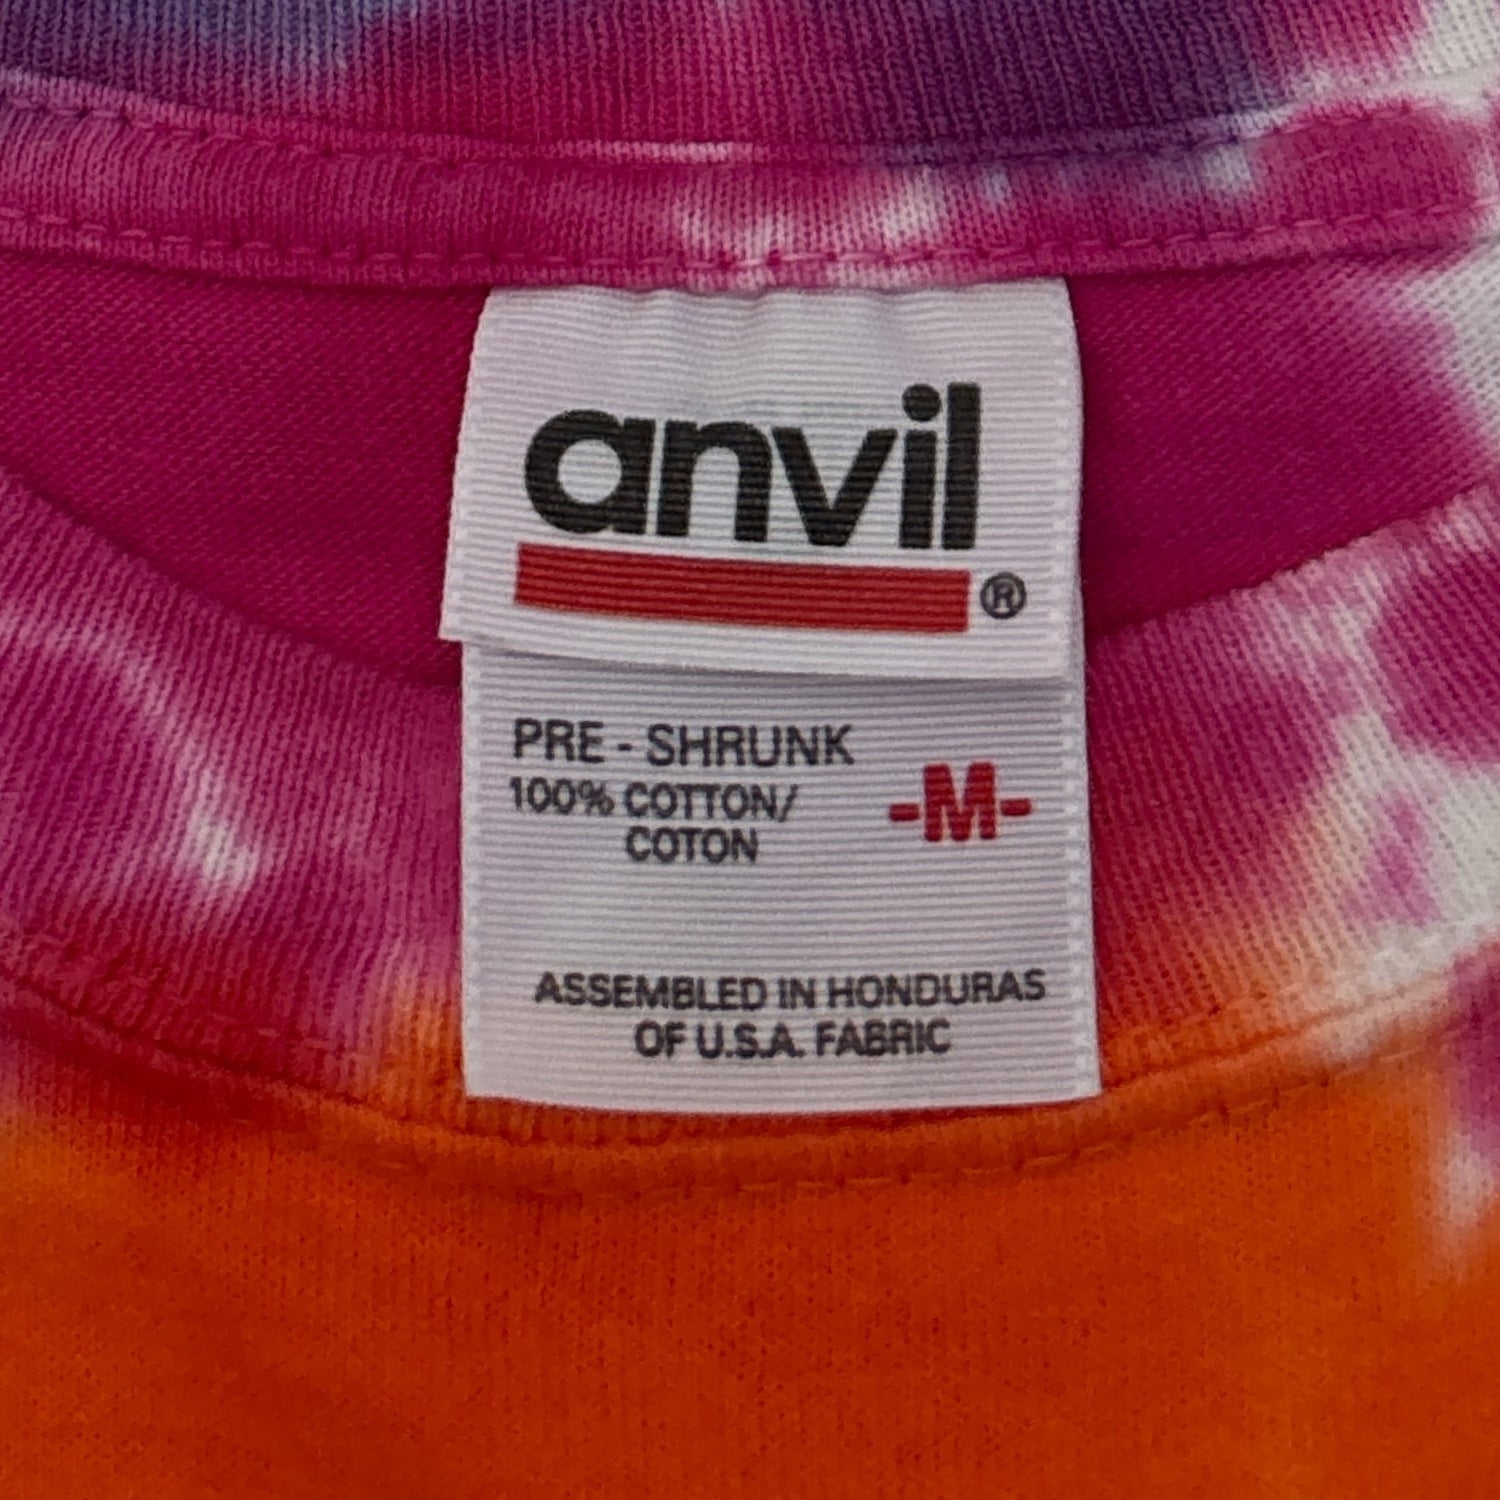 anvil
®
PRE - SHRUNK
100% COTTON/
COTON
-M-
ASSEMBLED IN HONDURAS
OF U.S.A. FABRIC